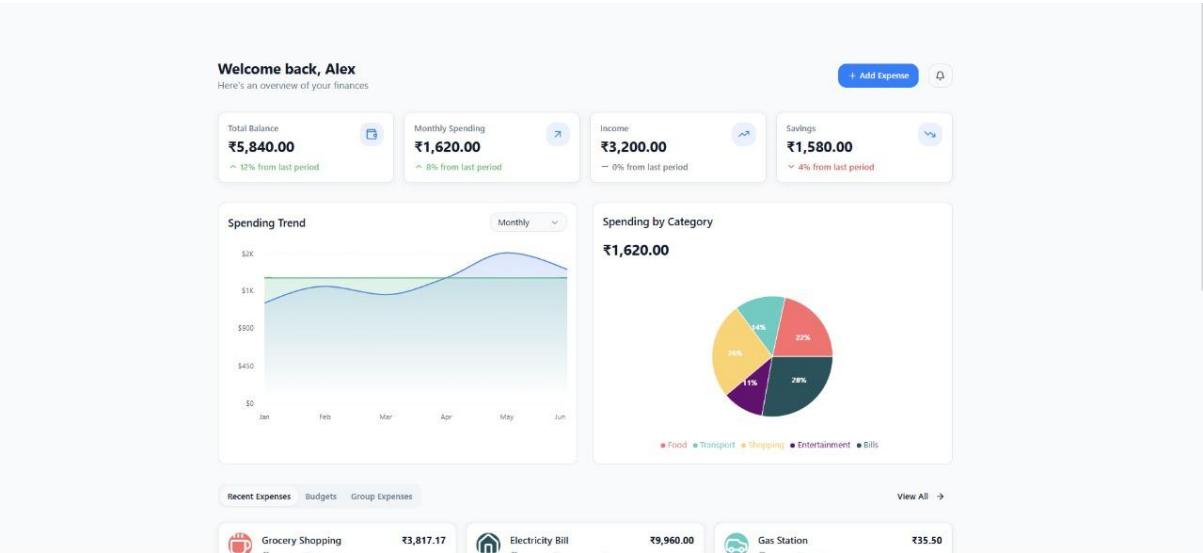 Welcome back, Alex
Here's an overview of your finances
+ Add Expense
Total Balance
₹5,840.00
12% from last period
Monthly Spending
₹1,620.00
8% from last period
Income
₹3,200.00
0% from last period
Savings
₹1,580.00
4% from last period
Spending Trend
Monthly
$2K
$1K
$900
$450
$0
Jan Feb Mar Apr May Jun
Spending by Category
₹1,620.00
14%
22%
26%
11%
28%
Food Transport Shopping Entertainment Bills
Recent Expenses Budgets Group Expenses
View All →
Grocery Shopping ₹3,817.17
Electricity Bill ₹9,960.00
Gas Station ₹35.50